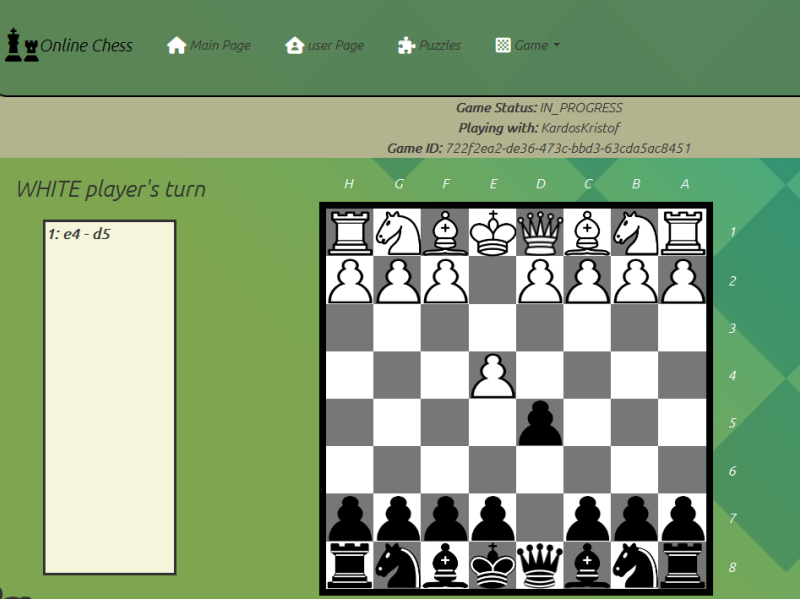 Online Chess Main Page user Page Puzzles Game
Game Status: IN_PROGRESS
Playing with: KardosKristof
Game ID: 722f2ea2-de36-473c-bbd3-63cda5ac8451
WHITE player's turn
H G F E D C B A
1: e4 - d5
1
2
3
4
5
6
7
8